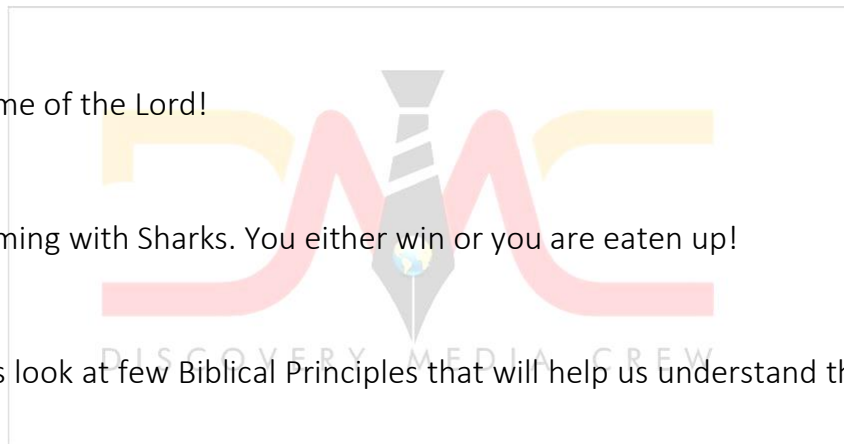 me of the Lord!
ming with Sharks. You either win or you are eaten up!
DISCOVERY MEDIA CREW
s look at few Biblical Principles that will help us understand th